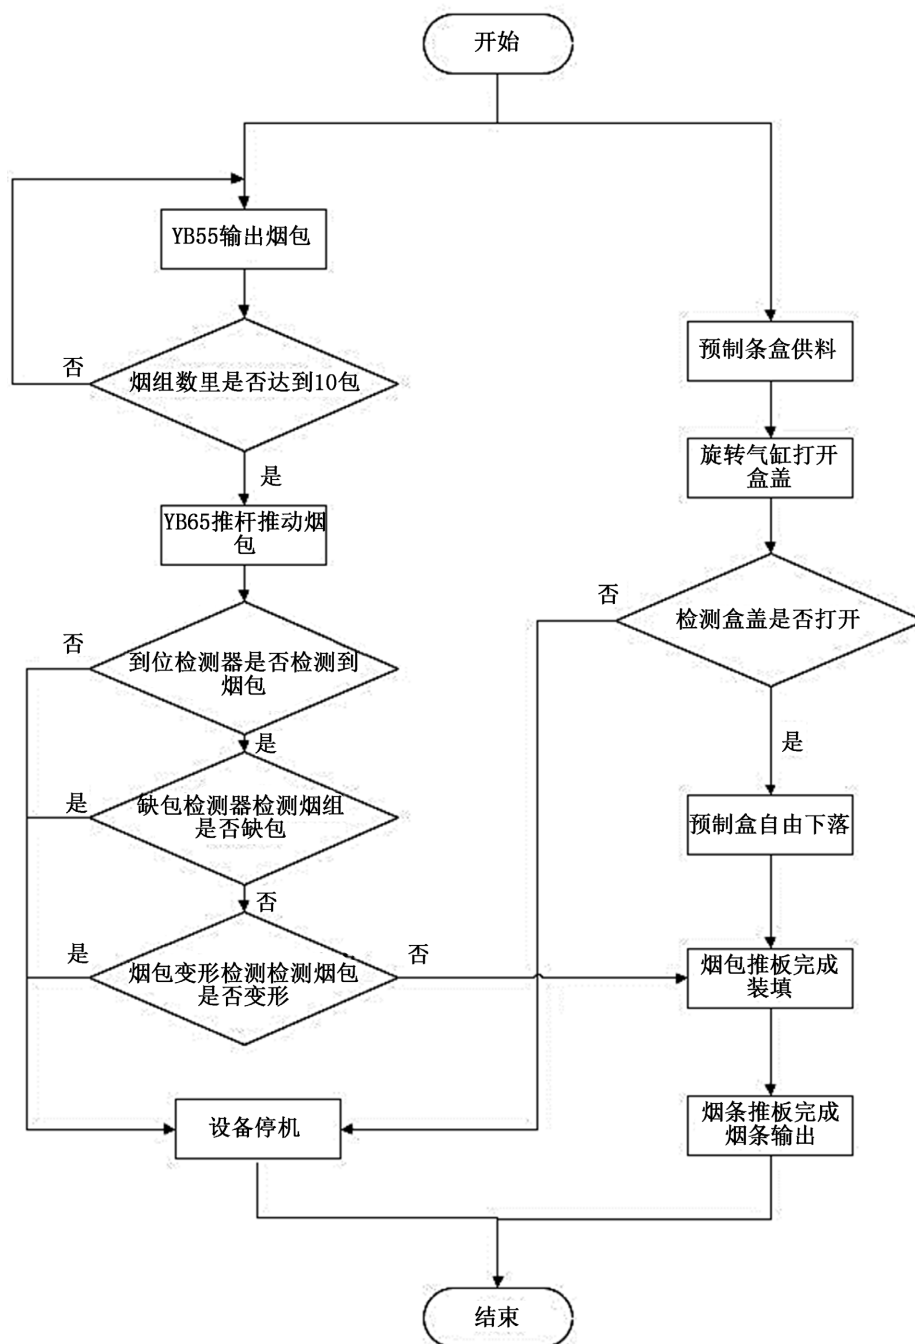 开始
YB55输出烟包
否
烟组数里是否达到10包
是
YB65推杆推动烟
包
否
到位检测器是否检测到
烟包
是
是
缺包检测器检测烟组
是否缺包
否
是
烟包变形检测检测烟包
是否变形
否
设备停机
预制条盒供料
旋转气缸打开
盒盖
否
检测盒盖是否打开
是
预制盒自由下落
烟包推板完成
装填
烟条推板完成
烟条输出
结束